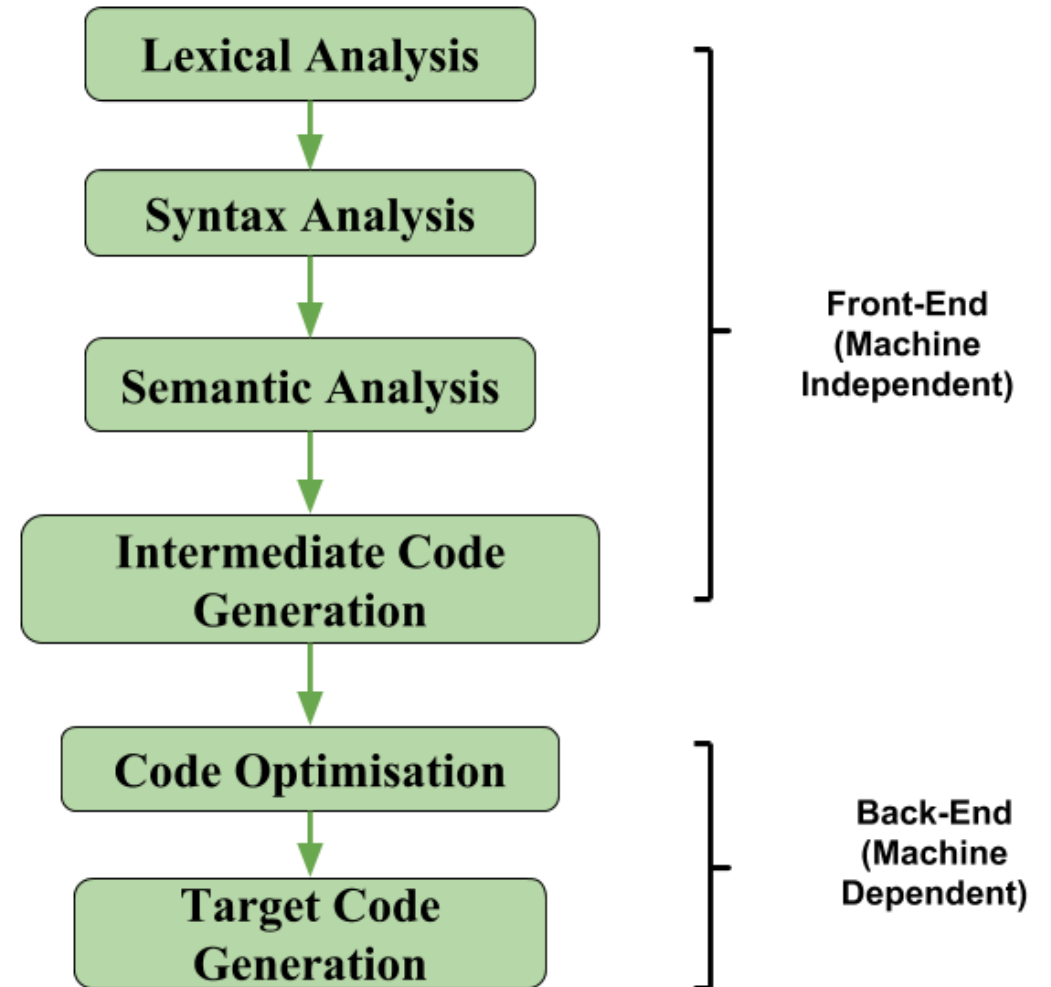 Lexical Analysis
Syntax Analysis
Semantic Analysis
Intermediate Code
Generation
Front-End
(Machine
Independent)
Code Optimisation
Target Code
Generation
Back-End
(Machine
Dependent)